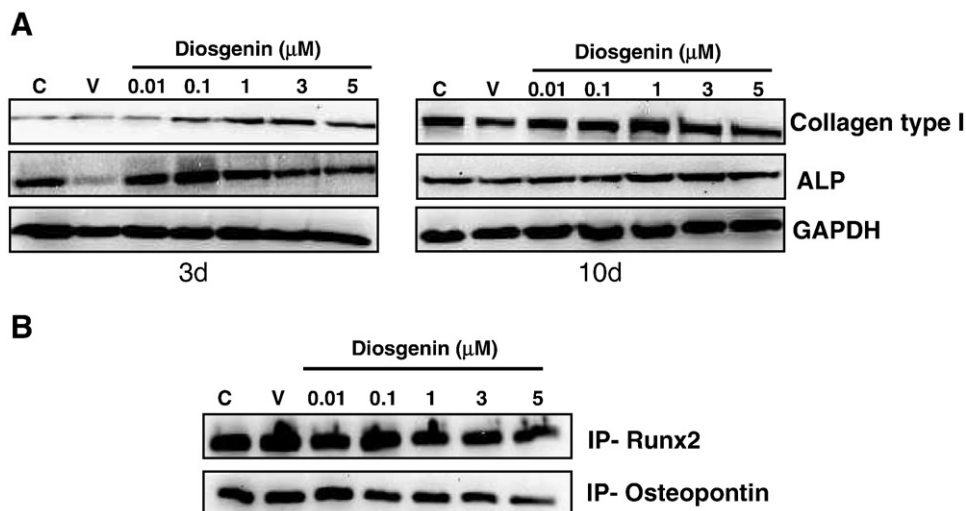 A
Diosgenin (μM)
C V 0.01 0.1 1 3 5
Diosgenin (μM)
C V 0.01 0.1 1 3 5
Collagen type I
ALP
GAPDH
3d
10d
B
Diosgenin (μM)
C V 0.01 0.1 1 3 5
IP- Runx2
IP- Osteopontin